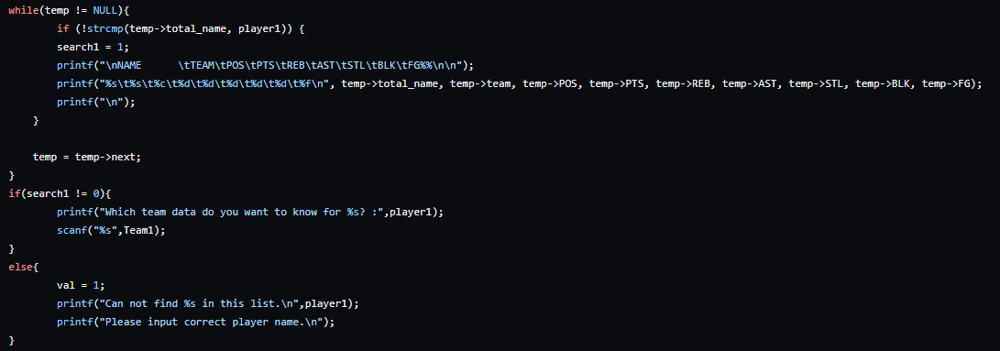 while(temp != NULL){
        if (!strcmp(temp->total_name, player1)) {
        search1 = 1;
        printf("\nNAME      \tTEAM\tPOS\tPTS\tREB\tAST\tSTL\tBLK\tFG%%\n\n");
        printf("%s\t%s\t%c\t%d\t%d\t%d\t%d\t%d\t%f\n", temp->total_name, temp->team, temp->POS, temp->PTS, temp->REB, temp->AST, temp->STL, temp->BLK, temp->FG);
        printf("\n");
    }

    temp = temp->next;
}
if(search1 != 0){
        printf("Which team data do you want to know for %s? :",player1);
        scanf("%s",Team1);
}
else{
        val = 1;
        printf("Can not find %s in this list.\n",player1);
        printf("Please input correct player name.\n");
}